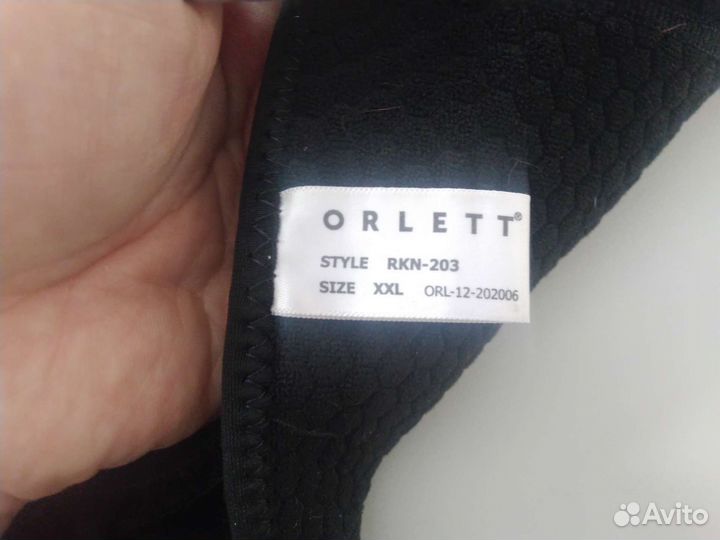 ORLETT®
STYLE RKN-203
SIZE XXL ORL-12-202006
Avito